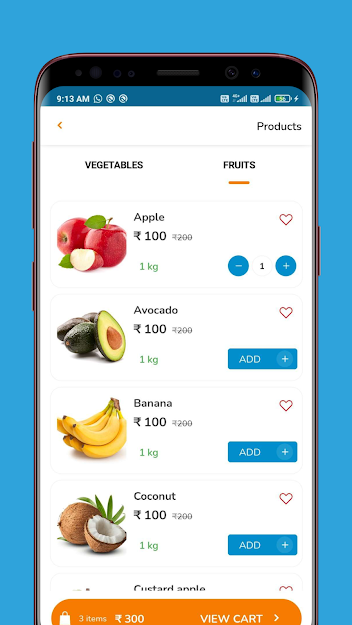 9:13 AM
Products
VEGETABLES FRUITS
Apple
₹ 100 ₹200
1 kg
− 1 +
Avocado
₹ 100 ₹200
1 kg
ADD +
Banana
₹ 100 ₹200
1 kg
ADD +
Coconut
₹ 100 ₹200
1 kg
ADD +
Custard apple
3 items ₹ 300 VIEW CART >